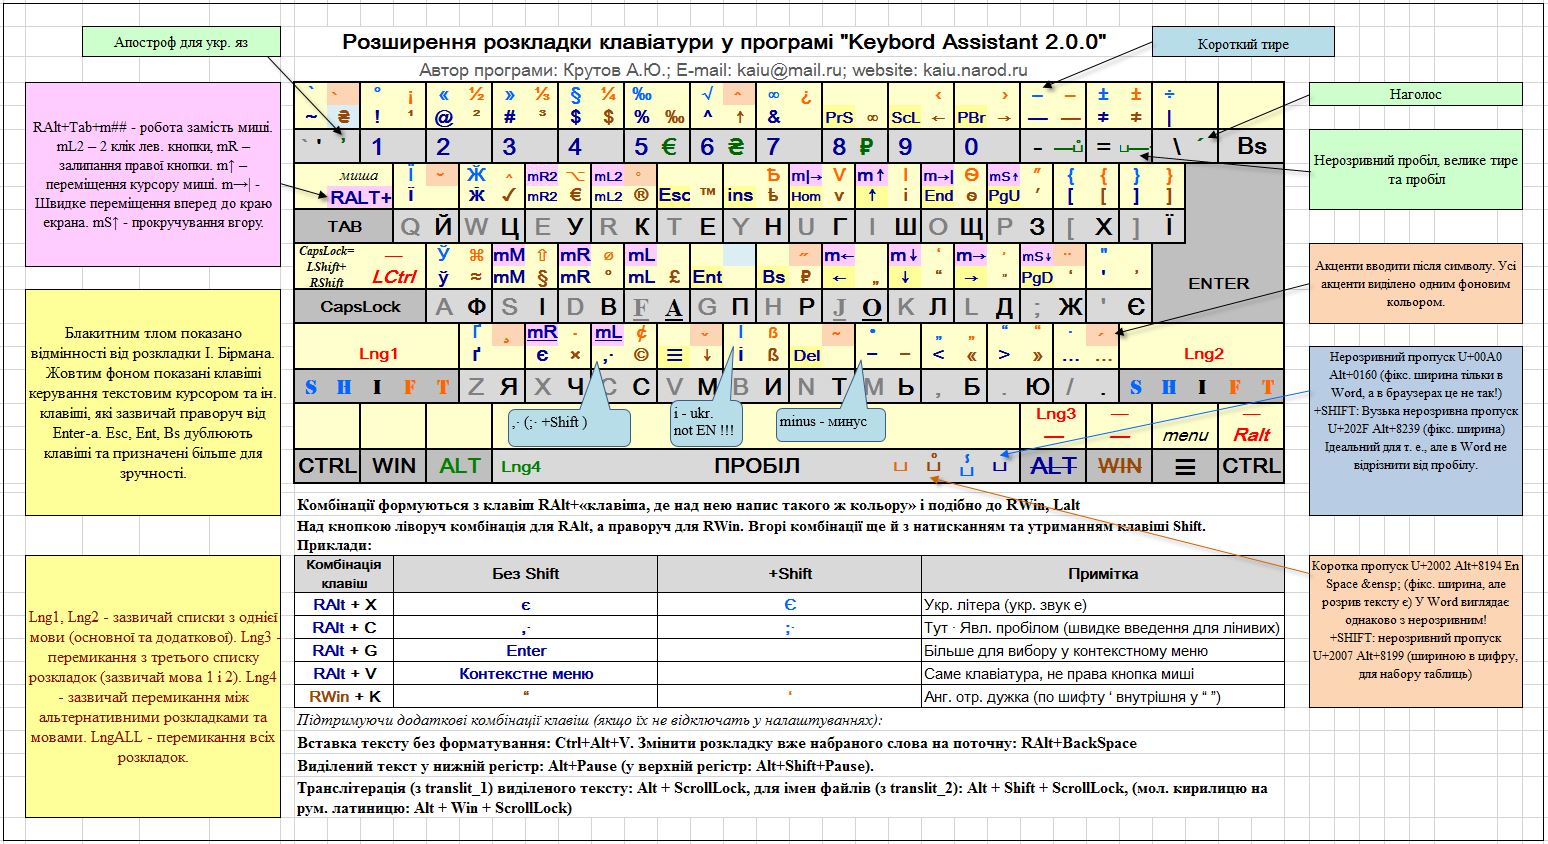 Апостроф для укр. яз
Розширення розкладки клавіатури у програмі "Keybord Assistant 2.0.0"
Короткий тире
Автор програми: Крутов А.Ю.; E-mail: kaiu@mail.ru; website: kaiu.narod.ru
Наголос
RAlt+Tab+m## - робота замість миші.
mL2 – 2 клік лев. кнопки, mR –
залипання правої кнопки. m↑ –
переміщення курсору миші. m→| -
Швидке переміщення вперед до краю
екрана. mS↑ - прокручування вгору.
` ` ° ¡ « ½ » ⅓ § ¼ ‰ √ ^ ∞ ¿ ‹ › – – ± ± ÷
~ ₴ ! ¹ @ ² # ³ $ $ % ‰ ^ ↑ & PrS ∞ ScL ← PBr → — — ≠ ≠ |
` ' ’ 1 2 3 4 5 € 6 ₴ 7 8 ₽ 9 0 - —␣ = ␣— \ ´ Bs
Нерозривний пробіл, велике тире
та пробіл
миша Ї ˘ Ж ^ mR2 ⌥ mL2 ° Ѣ m|→ V m↑ I m→| Ѳ mS↑ ″ { { } }
RALT+ ї ӂ ✓ mR2 € mL2 ® Esc ™ ins ѣ Hom v ↑ i End ѳ PgU ′ [ [ ] ]
TAB Q Й W Ц E У R К T Е Y Н U Г I Ш O Щ P З [ Х ] Ї
CapsLock=
LShift+
RShift
— LCtrl
Ў ⌘ mM ⇧ mR ø mL m← m↓ ‘ m→ ’ mS↓ ¨ "
ў ≈ mM § mR ° mL £ Ent Bs ₽ ← „ ↓ “ → ” PgD ‘ ' ’
CapsLock A Ф S І D В F А G П H Р J О K Л L Д ; Ж ' Є
ENTER
Акценти вводити після символу. Усі
акценти виділено одним фоновим
кольором.
Блакитним тлом показано
відмінності від розкладки І. Бірмана.
Жовтим фоном показані клавіші
керування текстовим курсором та ін.
клавіші, які зазвичай праворуч від
Enter-а. Esc, Ent, Bs дублюють
клавіші та призначені більше для
зручності.
Lng1 Ґ ¸ mR · mL ¢ ˇ І ß ~ • „ „ “ “ · ˊ Lng2
ґ є × ,· © ≡ ↓ і ß Del − – < « > » … …
SHIFT Z Я X Ч C С V М B И N Т M Ь , Б . Ю / . SHIFT
Нерозривний пропуск U+00A0
Alt+0160 (фікс. ширина тільки в
Word, а в браузерах це не так!)
+SHIFT: Вузька нерозривна пропуск
U+202F Alt+8239 (фікс. ширина)
Ідеальний для т. е., але в Word не
відрізнити від пробілу.
,· (;· +Shift )
і - ukr.
not EN !!!
minus - минус
Lng3 — —
— — menu Ralt
CTRL WIN ALT Lng4 ПРОБІЛ ALT WIN ≡ CTRL
Комбінації формуються з клавіш RAlt+«клавіша, де над нею напис такого ж кольору» і подібно до RWin, Lalt
Над кнопкою ліворуч комбінація для RAlt, а праворуч для RWin. Вгорі комбінації ще й з натисканням та утриманням клавіші Shift.
Приклади:
Комбінація клавіш Без Shift +Shift Примітка
RAlt + X є Є Укр. літера (укр. звук е)
RAlt + C ,· ;· Тут · Явл. пробілом (швидке введення для лінивих)
RAlt + G Enter Більше для вибору у контекстному меню
RAlt + V Контекстне меню Саме клавіатура, не права кнопка миші
RWin + K “ ‘ Анг. отр. дужка (по шифту ‘ внутрішня у “ ”)
Lng1, Lng2 - зазвичай списки з однієї
мови (основної та додаткової). Lng3 -
перемикання з третього списку
розкладок (зазвичай мова 1 і 2). Lng4
- зазвичай перемикання між
альтернативними розкладками та
мовами. LngALL - перемикання всіх
розкладок.
Коротка пропуск U+2002 Alt+8194 En
Space &ensp; (фікс. ширина, але
розрив тексту є) У Word виглядає
однаково з нерозривним!
+SHIFT: нерозривний пропуск
U+2007 Alt+8199 (шириною в цифру,
для набору таблиць)
Підтримуючи додаткові комбінації клавіш (якщо їх не відключать у налаштуваннях):
Вставка тексту без форматування: Ctrl+Alt+V. Змінити розкладку вже набраного слова на поточну: RAlt+BackSpace
Виділений текст у нижній регістр: Alt+Pause (у верхній регістр: Alt+Shift+Pause).
Транслітерація (з translit_1) виділеного тексту: Alt + ScrollLock, для імен файлів (з translit_2): Alt + Shift + ScrollLock, (мол. кирилицю на
рум. латиницю: Alt + Win + ScrollLock)